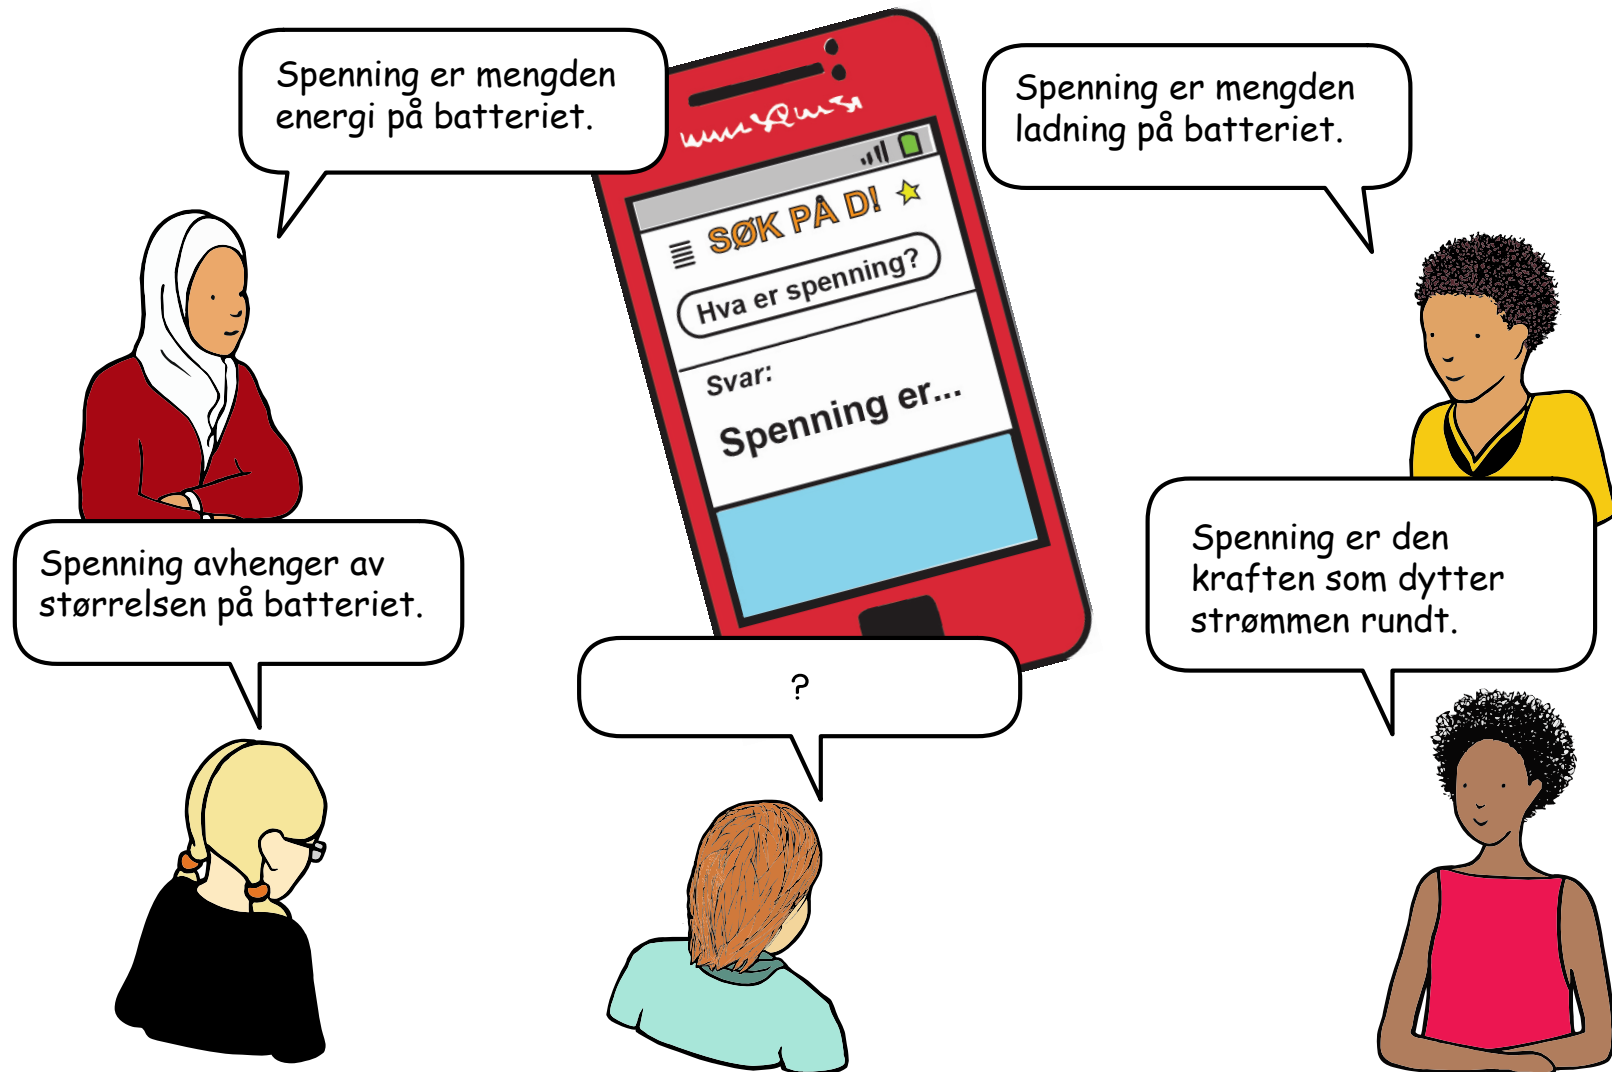 Spenning er mengden
energi på batteriet.
Spenning er mengden
ladning på batteriet.
SØK PÅ D!
Hva er spenning?
Svar:
Spenning er...
Spenning avhenger av
størrelsen på batteriet.
?
Spenning er den
kraften som dytter
strømmen rundt.